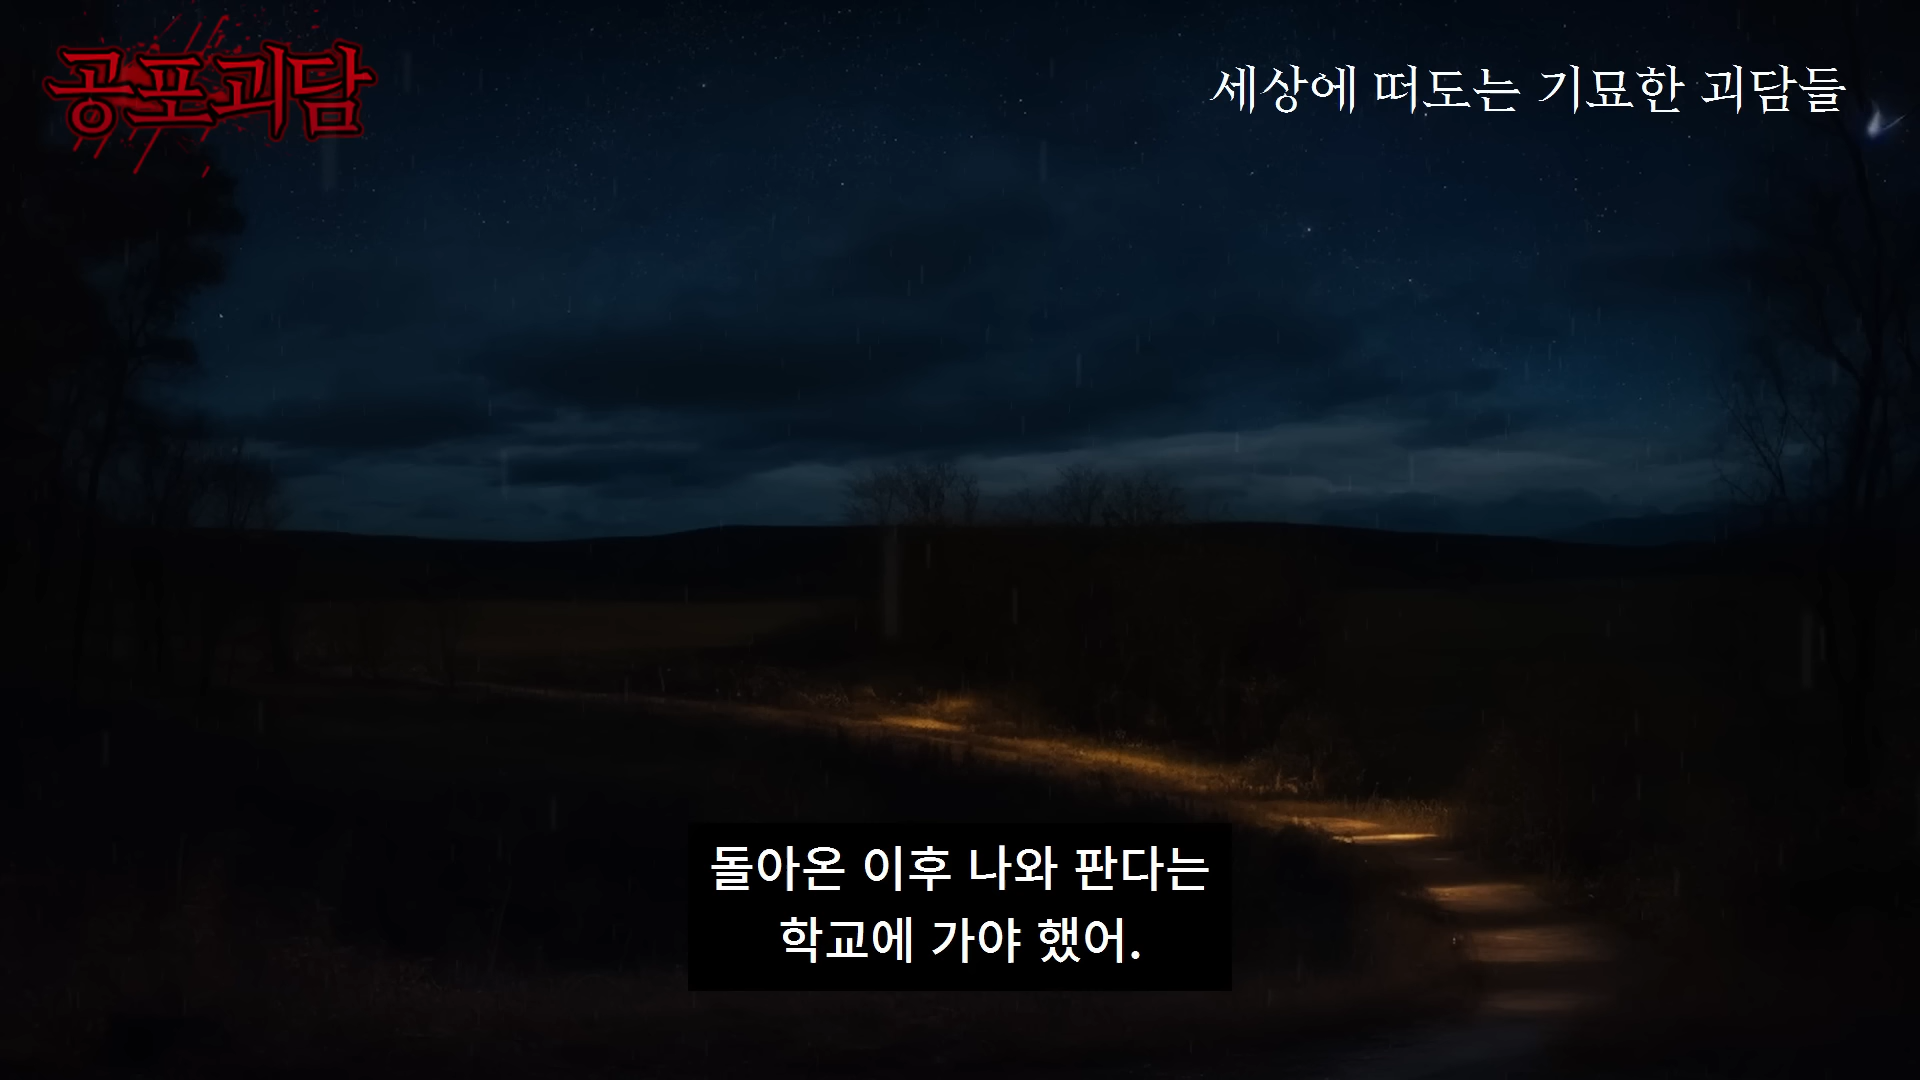 공포괴담
세상에 떠도는 기묘한 괴담들
돌아온 이후 나와 판다는
학교에 가야 했어.